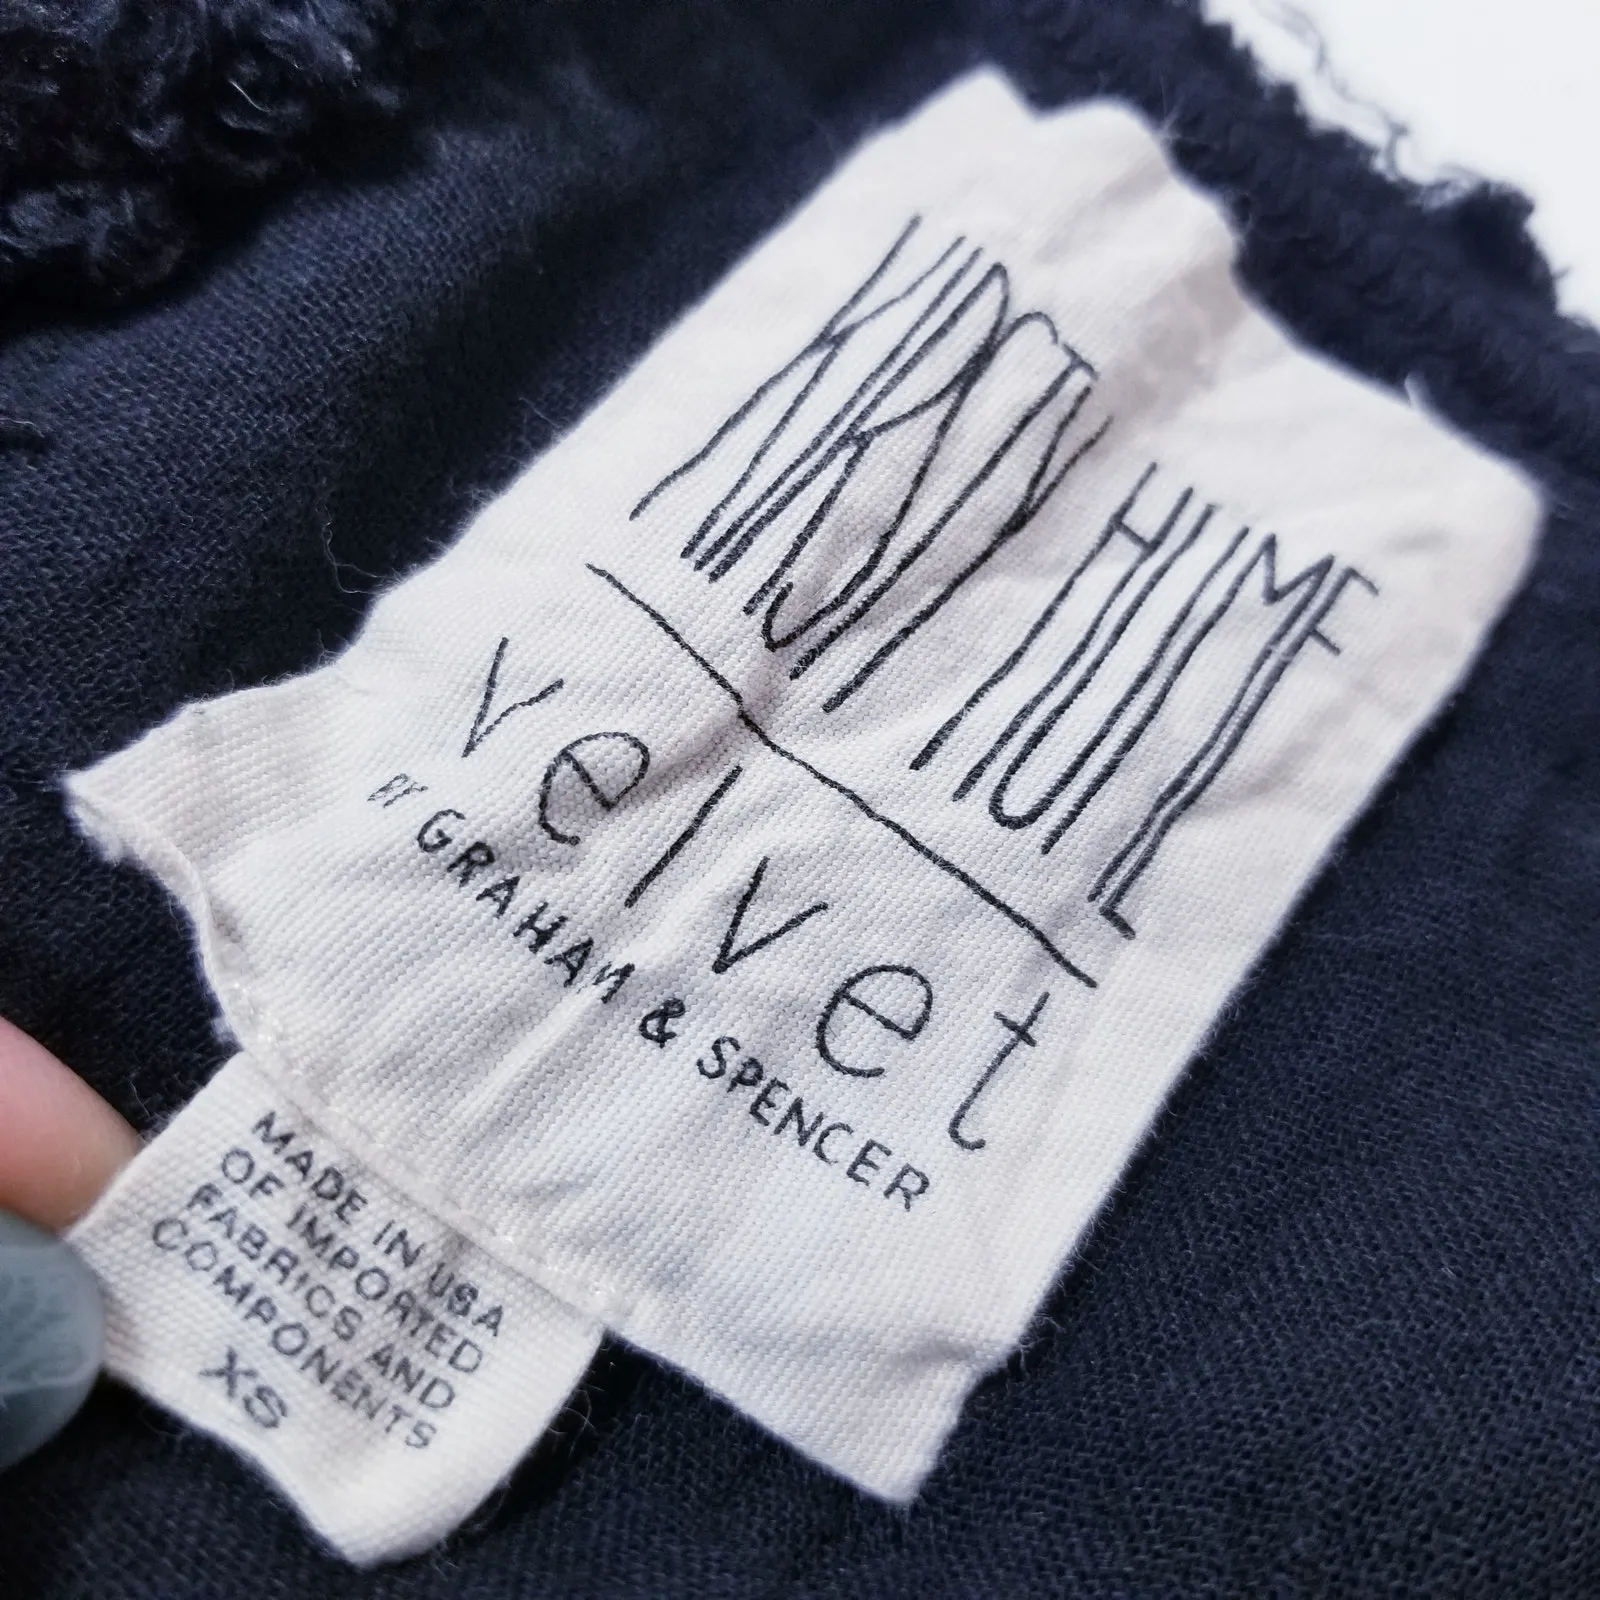 KIRSTY HUME
velvet
BY GRAHAM & SPENCER
MADE IN USA
OF IMPORTED
FABRICS AND
COMPONENTS
XS